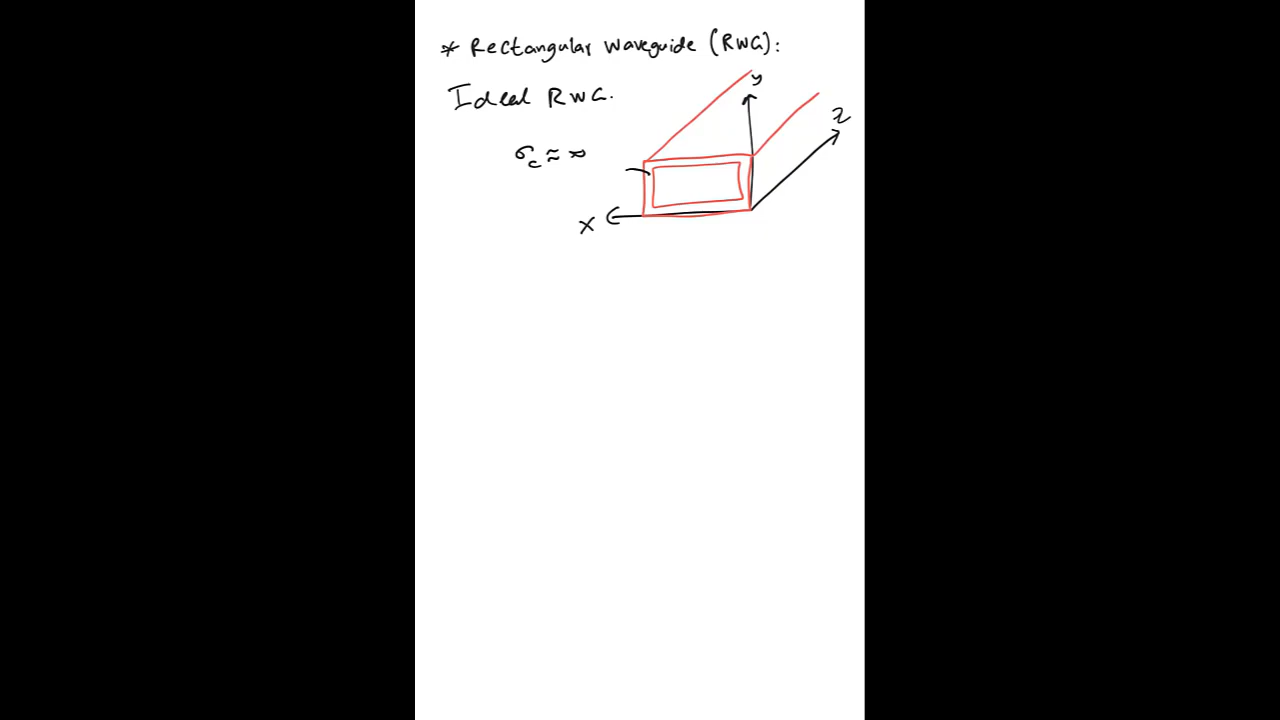 * Rectangular Waveguide (RWG):
Ideal RWG.
y
z
σc ≈ ∞
x